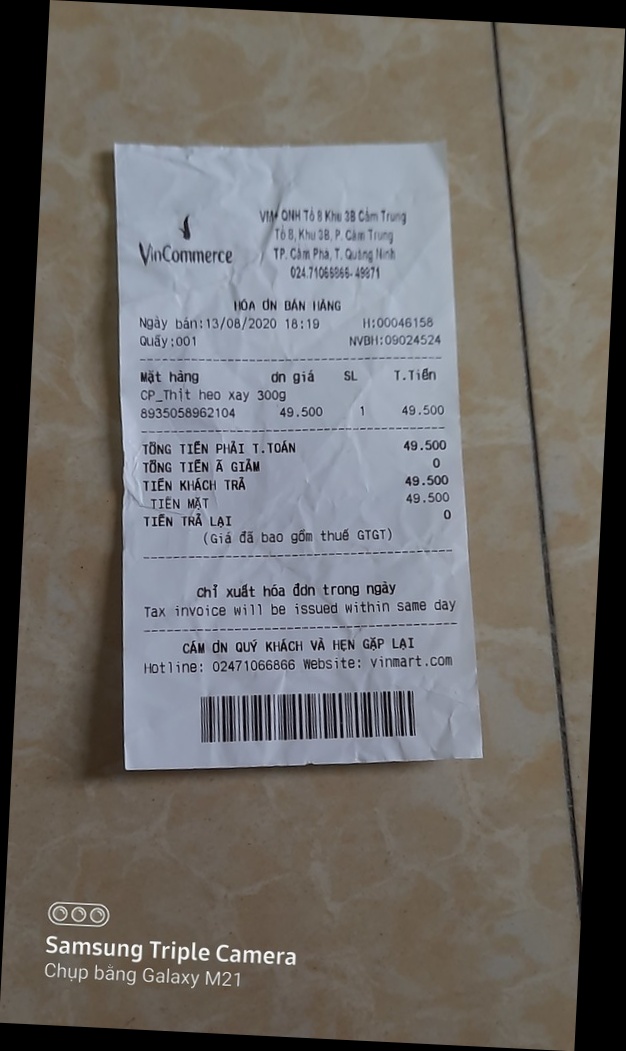 VinCommerce
VM+ QNH Tổ 8 Khu 3B Cẩm Trung
Tổ 8, Khu 3B, P. Cẩm Trung
TP. Cẩm Phả, T. Quảng Ninh
024.71066866-49871
HÓA ĐƠN BÁN HÀNG
Ngày bán:13/08/2020 18:19 H:00046158
Quầy:001 NVBH:09024524
Mặt hàng đn giá SL T.Tiền
CP_Thịt heo xay 300g
8935058962104 49.500 1 49.500
TỔNG TIỀN PHẢI T.TOÁN 49.500
TỔNG TIỀN Ã GIẢM 0
TIỀN KHÁCH TRẢ 49.500
TIỀN MẶT 49.500
TIỀN TRẢ LẠI 0
(Giá đã bao gồm thuế GTGT)
Chỉ xuất hóa đơn trong ngày
Tax invoice will be issued within same day
CẢM ƠN QUÝ KHÁCH VÀ HẸN GẶP LẠI
Hotline: 02471066866 Website: vinmart.com
Samsung Triple Camera
Chụp bằng Galaxy M21